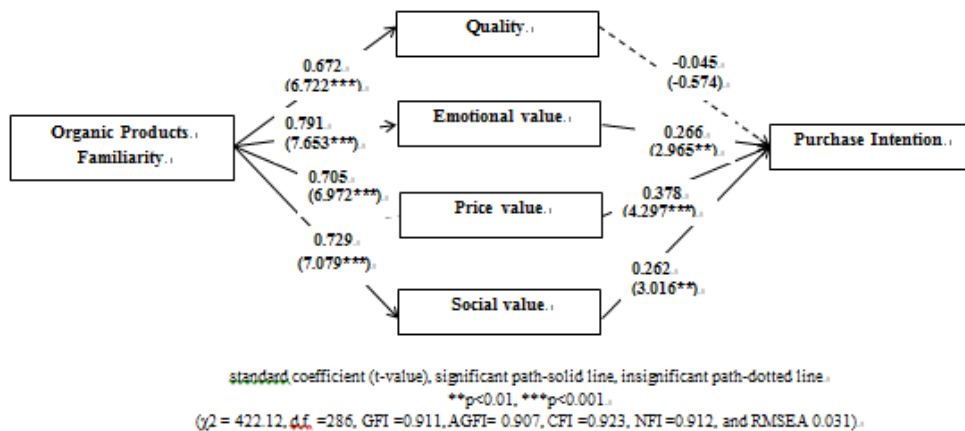 Quality.
0.672
(6.722***)
-0.045
(-0.574)
Organic Products.
Familiarity.
0.791
(7.653***)
Emotional value.
0.266
(2.965**)
Purchase Intention.
0.705
(6.972***)
Price value.
0.378
(4.297***)
0.729
(7.079***)
0.262
(3.016**)
Social value.
standard coefficient (t-value), significant path-solid line, insignificant path-dotted line
**p<0.01, ***p<0.001
(χ2 = 422.12, d.f. =286, GFI =0.911, AGFI= 0.907, CFI =0.923, NFI =0.912, and RMSEA 0.031)